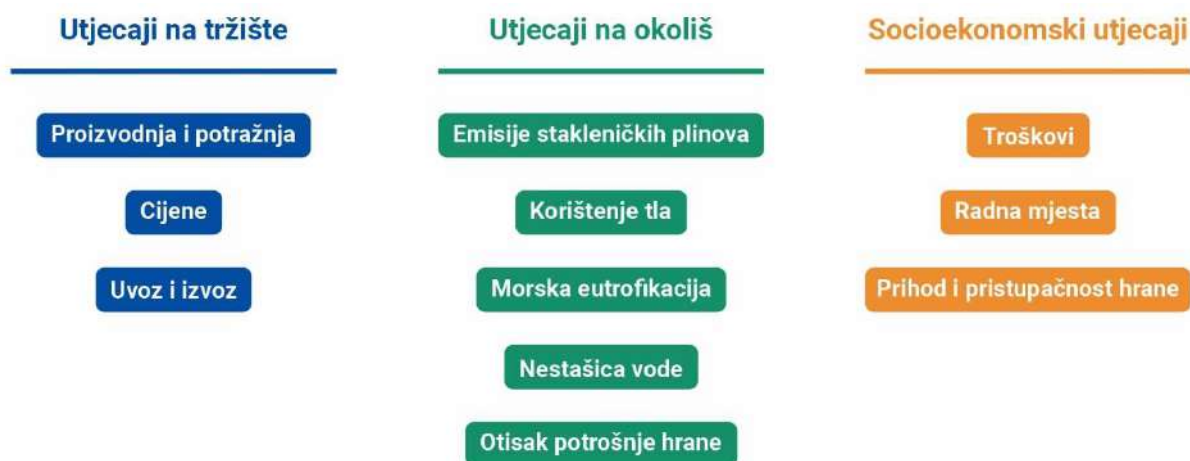 Utjecaji na tržište
Proizvodnja i potražnja
Cijene
Uvoz i izvoz
Utjecaji na okoliš
Emisije stakleničkih plinova
Korištenje tla
Morska eutrofikacija
Nestašica vode
Otisak potrošnje hrane
Socioekonomski utjecaji
Troškovi
Radna mjesta
Prihod i pristupačnost hrane